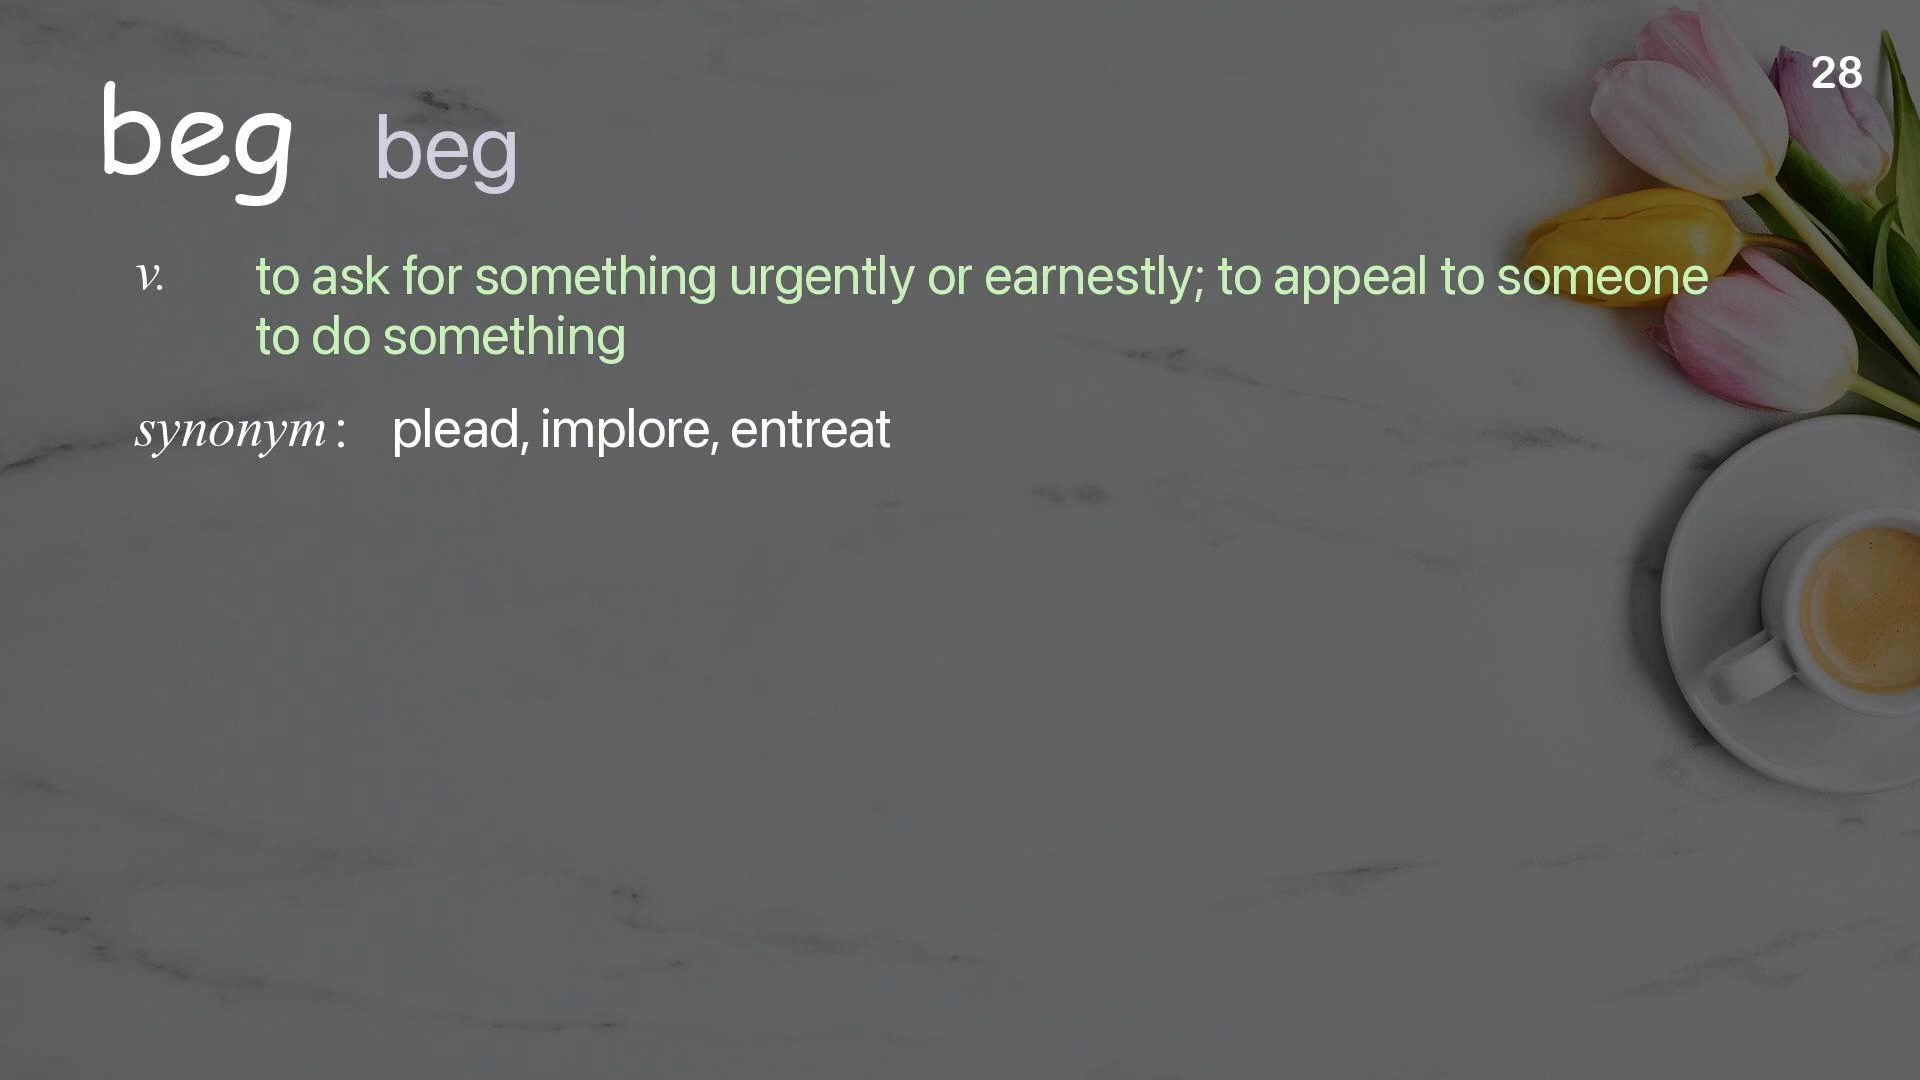 28
beg beg
v. to ask for something urgently or earnestly; to appeal to someone
to do something
synonym : plead, implore, entreat